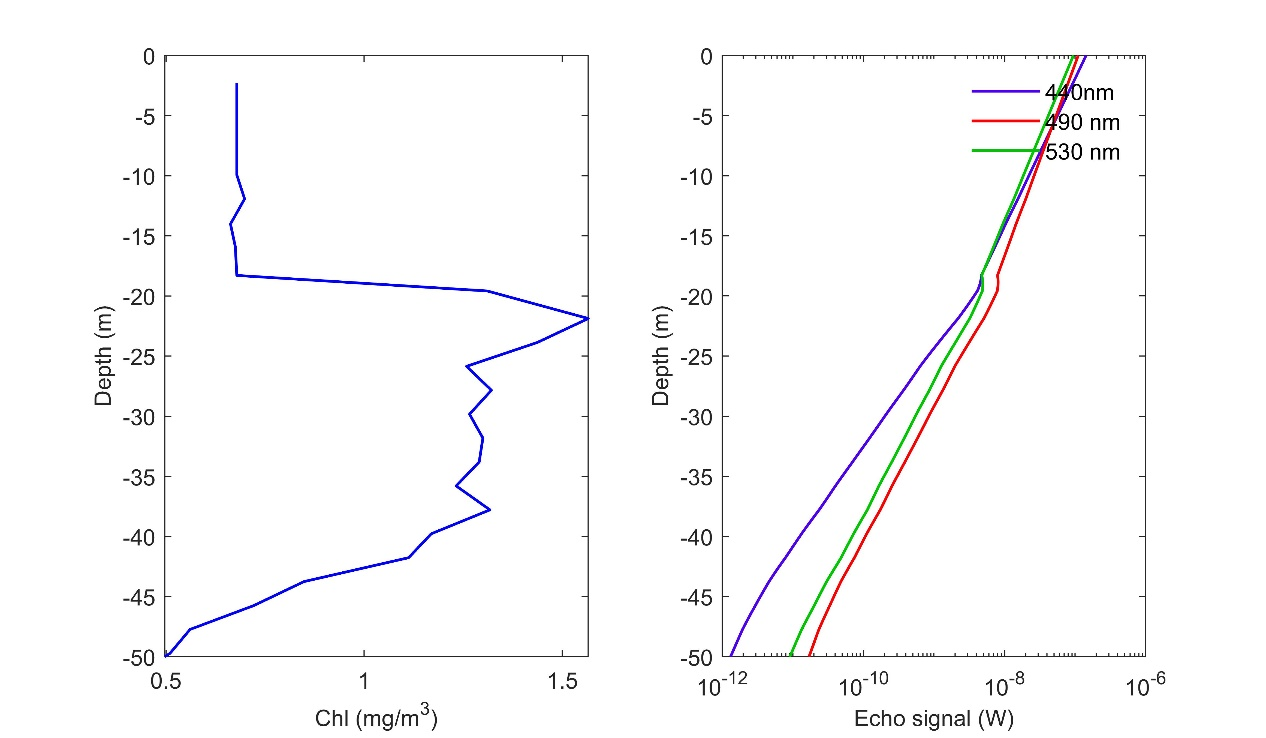 0
-5
-10
-15
-20
-25
-30
-35
-40
-45
-50
Depth (m)
0.5 1 1.5
Chl (mg/m³)
0
-5
-10
-15
-20
-25
-30
-35
-40
-45
-50
Depth (m)
440nm
490 nm
530 nm
10⁻¹² 10⁻¹⁰ 10⁻⁸ 10⁻⁶
Echo signal (W)